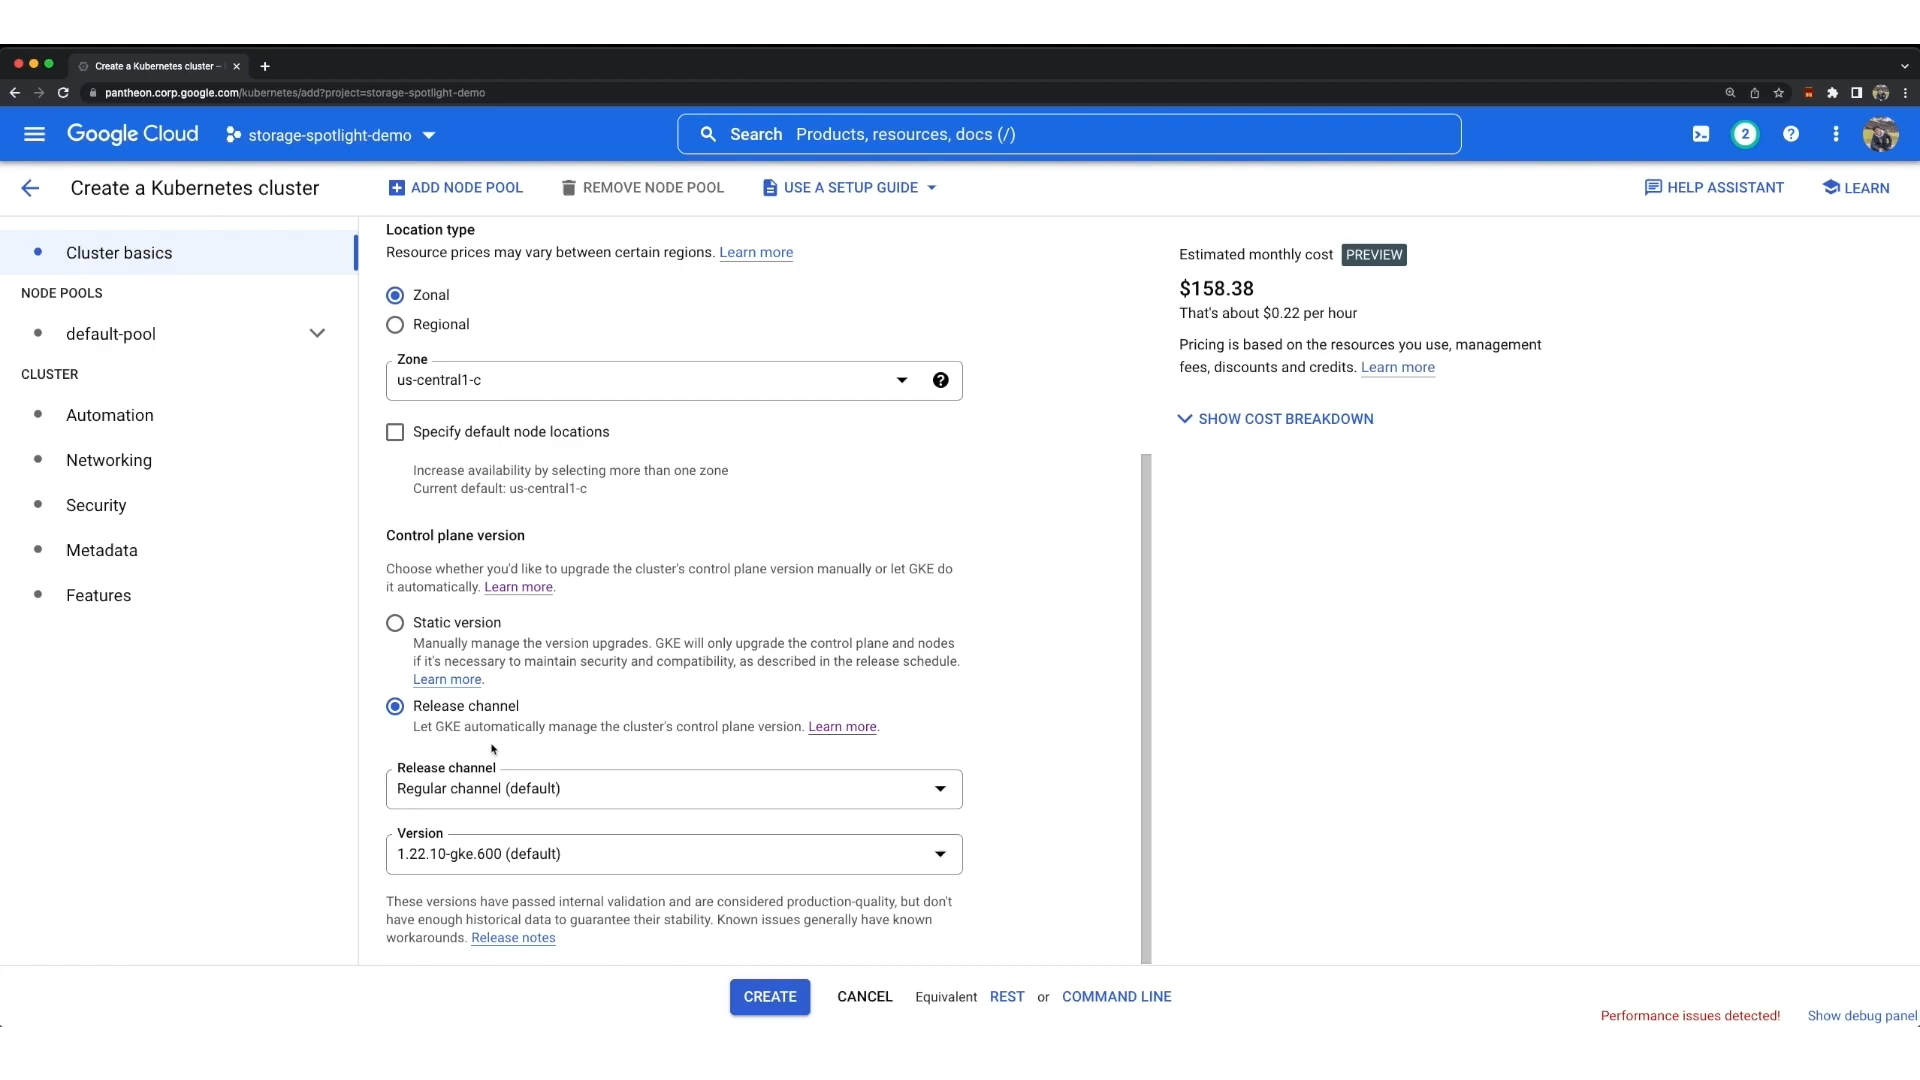 Create a Kubernetes cluster –
pantheon.corp.google.com/kubernetes/add?project=storage-spotlight-demo
Google Cloud
storage-spotlight-demo
Search Products, resources, docs (/)
2
Create a Kubernetes cluster
ADD NODE POOL
REMOVE NODE POOL
USE A SETUP GUIDE
HELP ASSISTANT
LEARN
Cluster basics
NODE POOLS
default-pool
CLUSTER
Automation
Networking
Security
Metadata
Features
Location type
Resource prices may vary between certain regions. Learn more
Zonal
Regional
Zone
us-central1-c
Specify default node locations
Increase availability by selecting more than one zone
Current default: us-central1-c
Control plane version
Choose whether you'd like to upgrade the cluster's control plane version manually or let GKE do
it automatically. Learn more.
Static version
Manually manage the version upgrades. GKE will only upgrade the control plane and nodes
if it's necessary to maintain security and compatibility, as described in the release schedule.
Learn more.
Release channel
Let GKE automatically manage the cluster's control plane version. Learn more.
Release channel
Regular channel (default)
Version
1.22.10-gke.600 (default)
These versions have passed internal validation and are considered production-quality, but don't
have enough historical data to guarantee their stability. Known issues generally have known
workarounds. Release notes
Estimated monthly cost PREVIEW
$158.38
That's about $0.22 per hour
Pricing is based on the resources you use, management
fees, discounts and credits. Learn more
SHOW COST BREAKDOWN
CREATE
CANCEL
Equivalent REST or COMMAND LINE
Performance issues detected!
Show debug panel